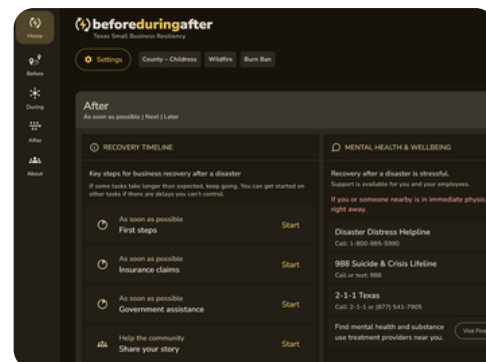 beforeduringafter
Texas Small Business Resiliency
Home
Before
During
After
About
Settings
County - Childress
Wildfire
Burn Ban
After
As soon as possible | Next | Later
RECOVERY TIMELINE
Key steps for business recovery after a disaster
If some tasks take longer than expected, keep going. You can get started on
other tasks if there are delays you can't control.
As soon as possible
First steps
Start
As soon as possible
Insurance claims
Start
As soon as possible
Government assistance
Start
Help the community
Share your story
Start
MENTAL HEALTH & WELLBEING
Recovery after a disaster is stressful.
Support is available for you and your employees.
If you or someone nearby is in immediate physic
right away.
Disaster Distress Helpline
Call: 1-800-985-5990
988 Suicide & Crisis Lifeline
Call or text: 988
2-1-1 Texas
Call: 2-1-1 or (877) 541-7905
Find mental health and substance
use treatment providers near you.
Visit Find